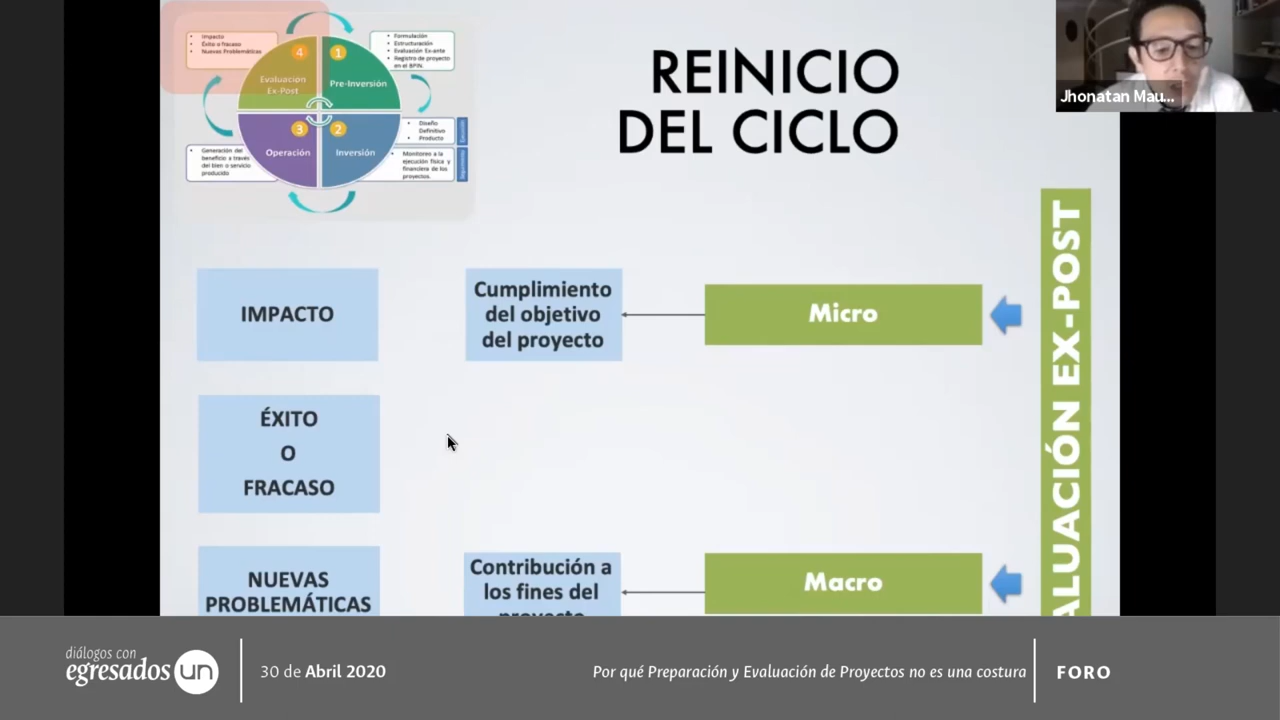 • Impacto
• Éxito o fracaso
• Nuevas Problemáticas
4
Evaluación
Ex-Post
1
Pre-Inversión
• Formulación
• Estructuración
• Evaluación Ex-ante
• Registro de proyecto
en el BPIN.
3
Operación
2
Inversión
• Diseño
Definitivo
• Producto
• Generación del
beneficio a través
del bien o servicio
producido
• Monitoreo a la
ejecución física y
financiera de los
proyectos.
REINICIO
DEL CICLO
Jhonatan Mau...
IMPACTO
Cumplimiento
del objetivo
del proyecto
Micro
ÉXITO
O
FRACASO
NUEVAS
PROBLEMÁTICAS
Contribución a
los fines del
proyecto
Macro
ALUACIÓN EX-POST
diálogos con
egresados un
30 de Abril 2020
Por qué Preparación y Evaluación de Proyectos no es una costura
FORO